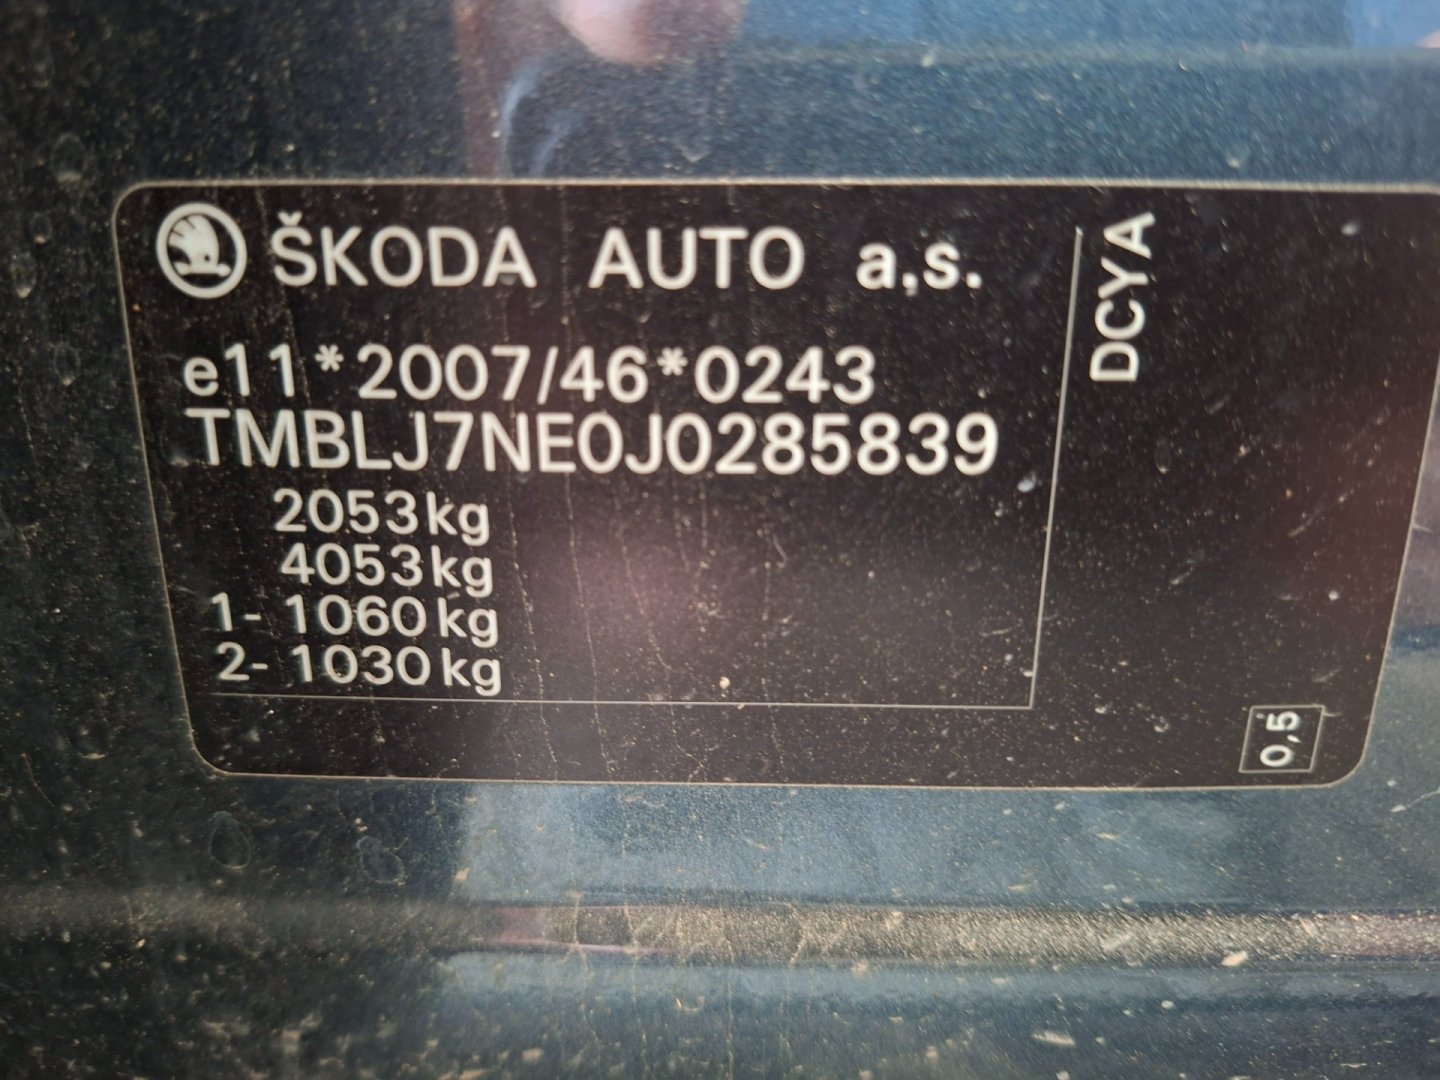 ŠKODA AUTO a.s.
e11*2007/46*0243
TMBLJ7NE0J0285839
2053kg
4053kg
1- 1060kg
2- 1030kg
DCYA
0,5